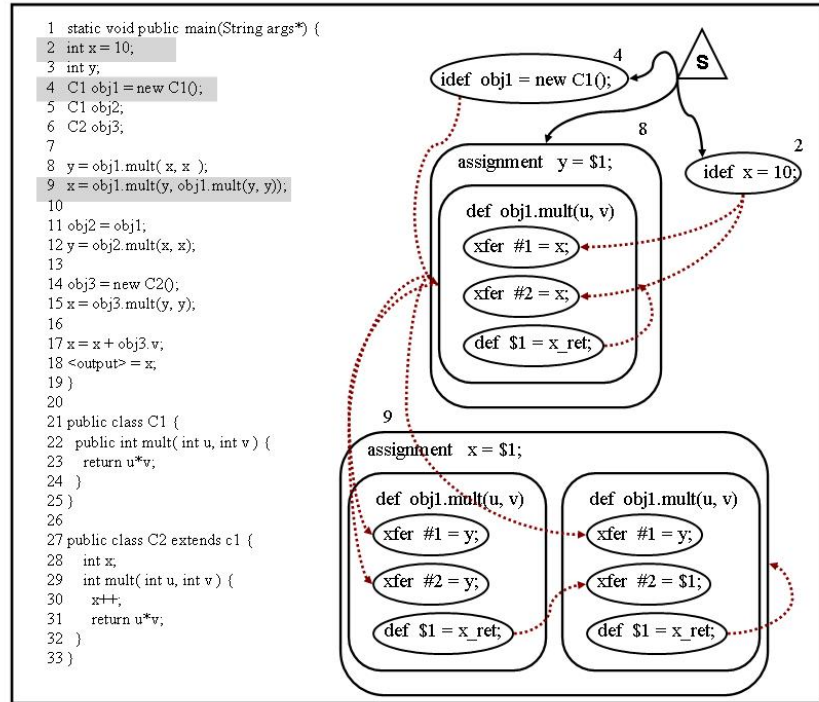 1 static void public main(String args*) {
2 int x = 10;
3 int y;
4 C1 obj1 = new C1();
5 C1 obj2;
6 C2 obj3;
7
8 y = obj1.mult( x, x );
9 x = obj1.mult(y, obj1.mult(y, y));
10
11 obj2 = obj1;
12 y = obj2.mult(x, x);
13
14 obj3 = new C2();
15 x = obj3.mult(y, y);
16
17 x = x + obj3.v;
18 <output> = x;
19 }
20
21 public class C1 {
22 public int mult( int u, int v ) {
23 return u*v;
24 }
25 }
26
27 public class C2 extends c1 {
28 int x;
29 int mult( int u, int v ) {
30 x++;
31 return u*v;
32 }
33 }
S
4
idef obj1 = new C1();
8
assignment y = $1;
2
idef x = 10;
def obj1.mult(u, v)
xfer #1 = x;
xfer #2 = x;
def $1 = x_ret;
9
assignment x = $1;
def obj1.mult(u, v)
xfer #1 = y;
xfer #2 = y;
def $1 = x_ret;
def obj1.mult(u, v)
xfer #1 = y;
xfer #2 = $1;
def $1 = x_ret;